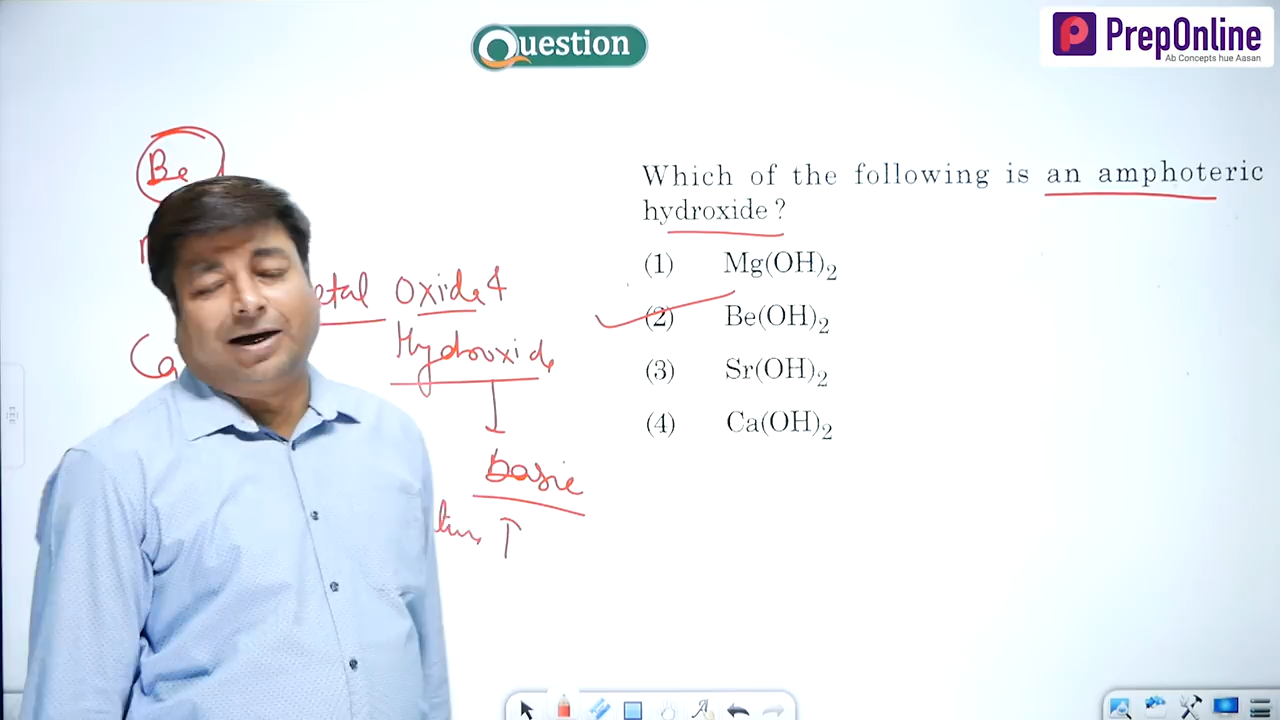 Question
PrepOnline
Ab Concepts hue Aasan
Be
Which of the following is an amphoteric
hydroxide ?
(1) Mg(OH)2
Oxide &
(2) Be(OH)2
Hydroxide
Ca
(3) Sr(OH)2
(4) Ca(OH)2
basic